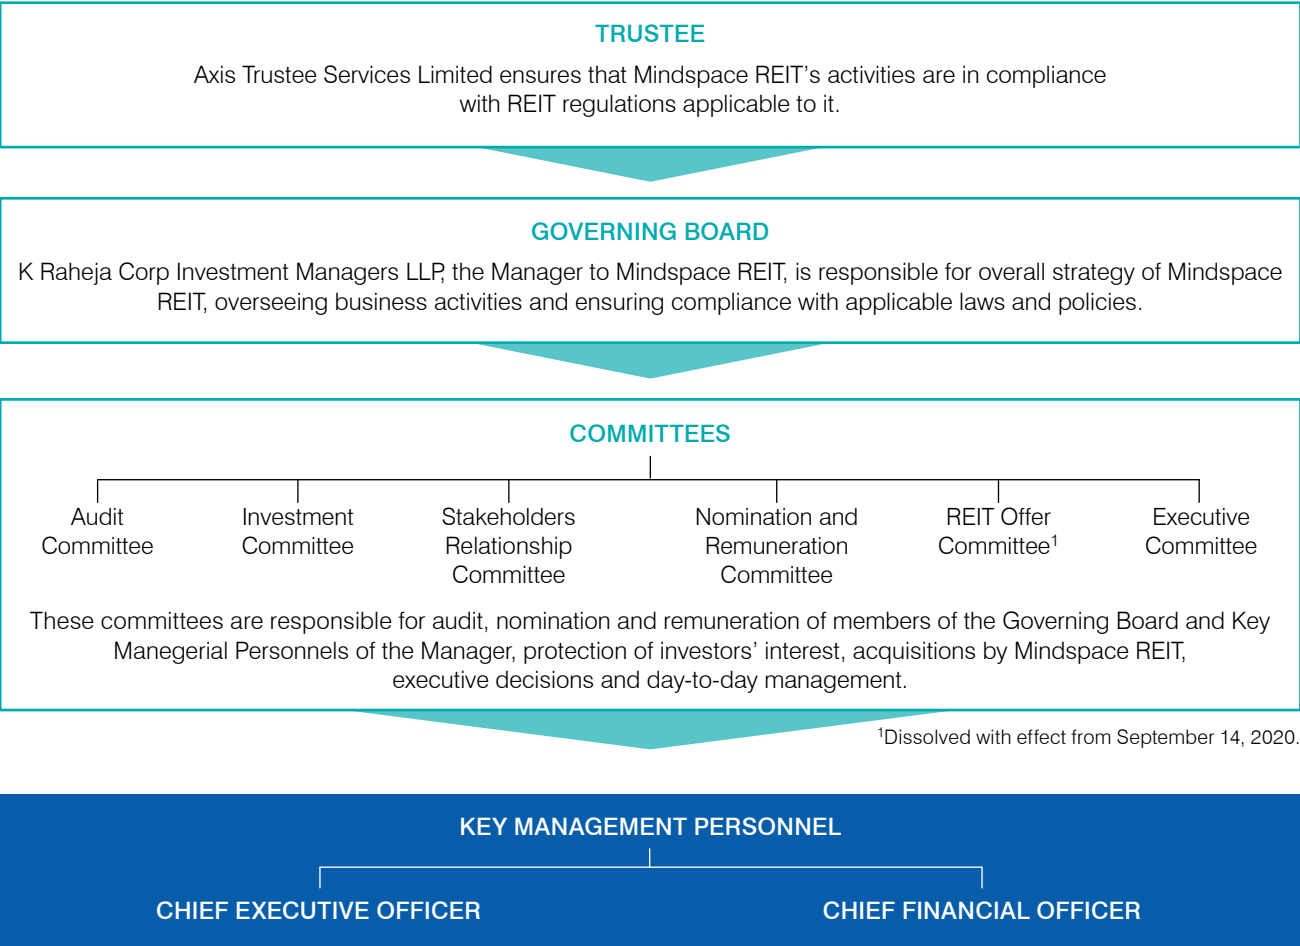 TRUSTEE
Axis Trustee Services Limited ensures that Mindspace REIT’s activities are in compliance
with REIT regulations applicable to it.
GOVERNING BOARD
K Raheja Corp Investment Managers LLP, the Manager to Mindspace REIT, is responsible for overall strategy of Mindspace
REIT, overseeing business activities and ensuring compliance with applicable laws and policies.
COMMITTEES
Audit
Committee
Investment
Committee
Stakeholders
Relationship
Committee
Nomination and
Remuneration
Committee
REIT Offer
Committee¹
Executive
Committee
These committees are responsible for audit, nomination and remuneration of members of the Governing Board and Key
Manegerial Personnels of the Manager, protection of investors’ interest, acquisitions by Mindspace REIT,
executive decisions and day-to-day management.
¹Dissolved with effect from September 14, 2020.
KEY MANAGEMENT PERSONNEL
CHIEF EXECUTIVE OFFICER
CHIEF FINANCIAL OFFICER